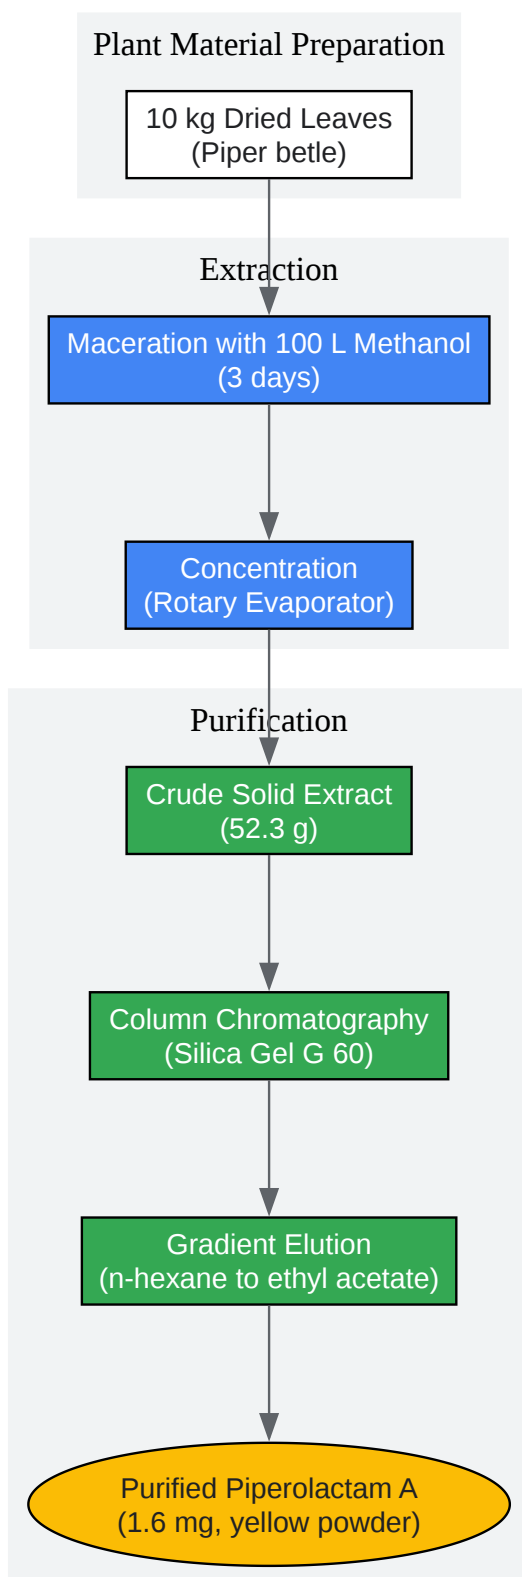 Plant Material Preparation
10 kg Dried Leaves
(Piper betle)
Extraction
Maceration with 100 L Methanol
(3 days)
Concentration
(Rotary Evaporator)
Purification
Crude Solid Extract
(52.3 g)
Column Chromatography
(Silica Gel G 60)
Gradient Elution
(n-hexane to ethyl acetate)
Purified Piperolactam A
(1.6 mg, yellow powder)